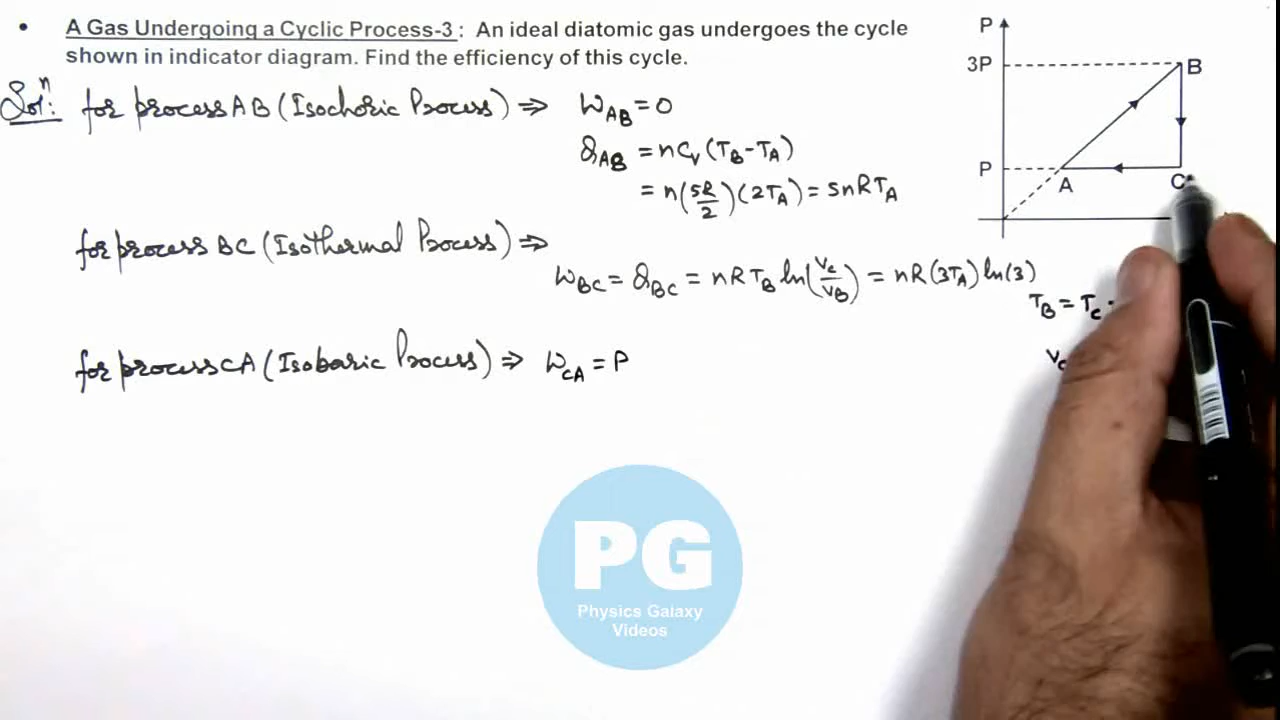 • A Gas Undergoing a Cyclic Process-3 : An ideal diatomic gas undergoes the cycle
shown in indicator diagram. Find the efficiency of this cycle.
Solⁿ: for process AB (Isochoric Process) ⇒ W_AB = 0
Q_AB = nC_v (T_B - T_A)
= n(5R/2)(2T_A) = 5nRT_A
for process BC (Isothermal Process) ⇒
W_BC = Q_BC = nRT_B ln(V_C/V_B) = nR(3T_A) ln(3)
T_B = T_C
V_C
for process CA (Isobaric Process) ⇒ W_CA = P
P
3P
B
P
A
C
PG
Physics Galaxy
Videos